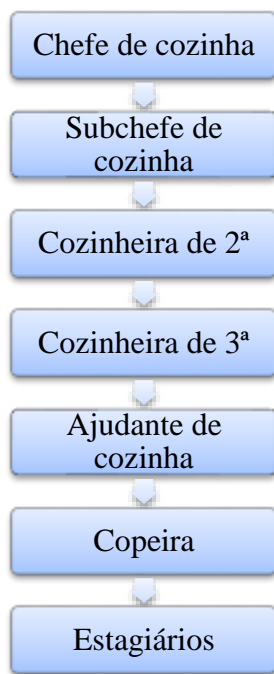 Chefe de cozinha
Subchefe de
cozinha
Cozinheira de 2ª
Cozinheira de 3ª
Ajudante de
cozinha
Copeira
Estagiários